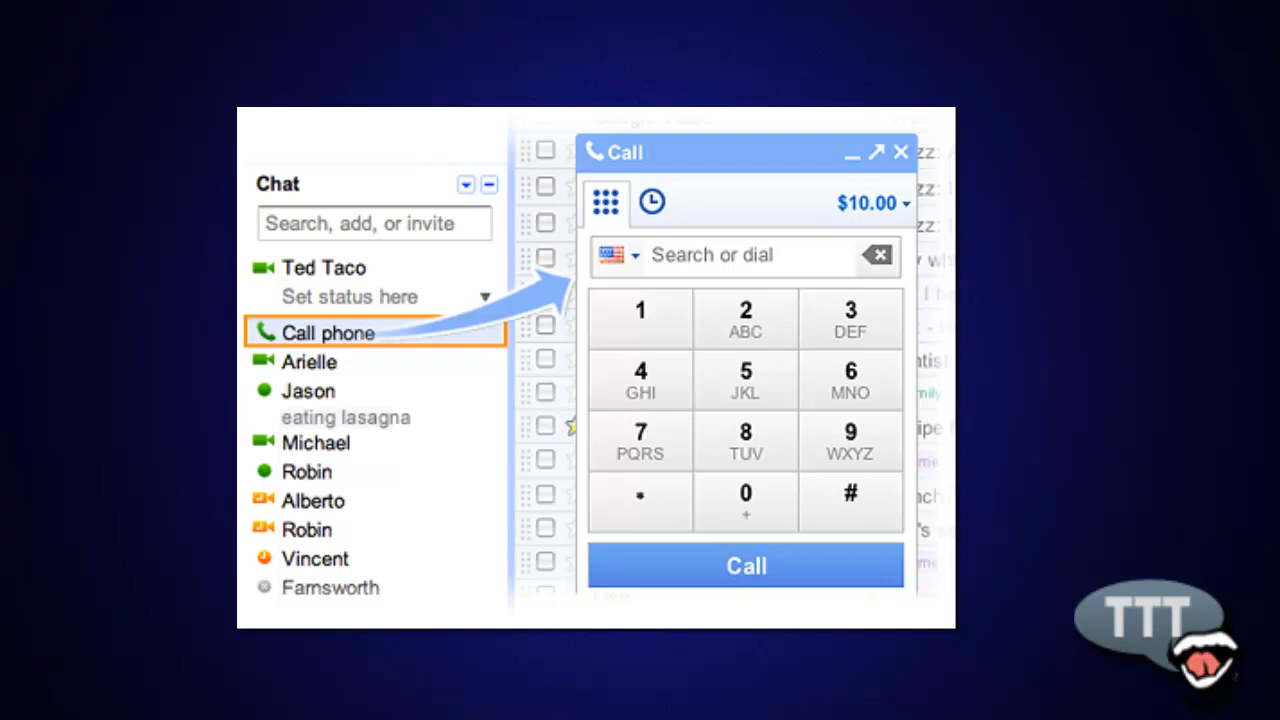 Chat
Search, add, or invite
Ted Taco
Set status here
Call phone
Arielle
Jason
eating lasagna
Michael
Robin
Alberto
Robin
Vincent
Farnsworth
Call
$10.00
Search or dial
1 2 3
ABC DEF
4 5 6
GHI JKL MNO
7 8 9
PQRS TUV WXYZ
* 0 #
+
Call
TTT